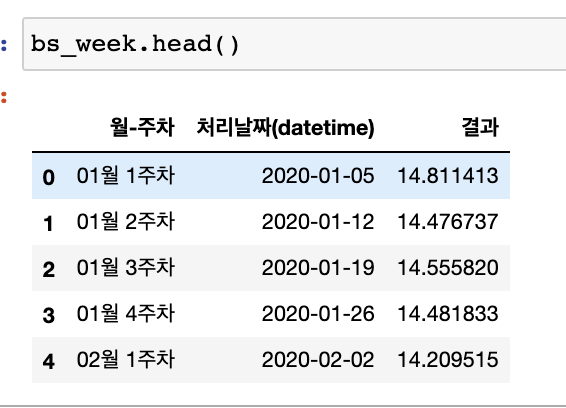 bs_week.head()
월-주차 처리날짜(datetime) 결과
0 01월 1주차 2020-01-05 14.811413
1 01월 2주차 2020-01-12 14.476737
2 01월 3주차 2020-01-19 14.555820
3 01월 4주차 2020-01-26 14.481833
4 02월 1주차 2020-02-02 14.209515